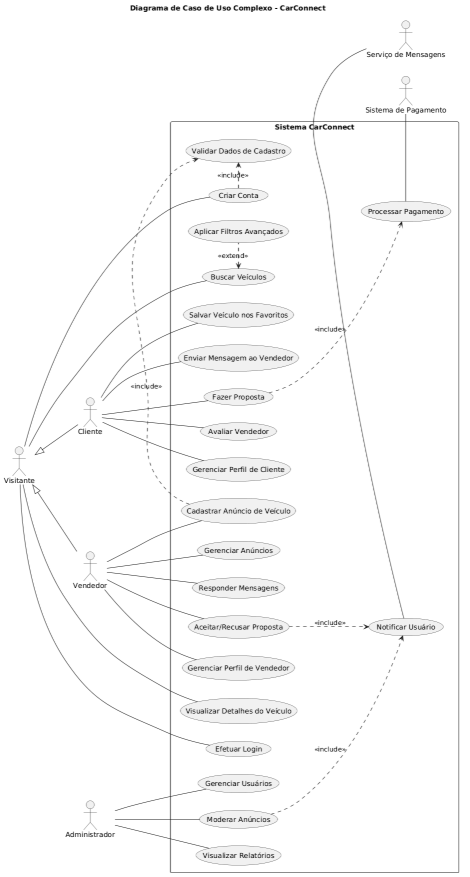 Diagrama de Caso de Uso Complexo - CarConnect
Serviço de Mensagens
Sistema de Pagamento
Sistema CarConnect
Validar Dados de Cadastro
«include»
Criar Conta
Processar Pagamento
Aplicar Filtros Avançados
«extend»
Buscar Veículos
Salvar Veículo nos Favoritos
«include»
Enviar Mensagem ao Vendedor
«include»
Fazer Proposta
Cliente
Avaliar Vendedor
Gerenciar Perfil de Cliente
Visitante
Cadastrar Anúncio de Veículo
Gerenciar Anúncios
Vendedor
Responder Mensagens
Aceitar/Recusar Proposta
«include»
Notificar Usuário
Gerenciar Perfil de Vendedor
Visualizar Detalhes do Veículo
Efetuar Login
«include»
Gerenciar Usuários
Administrador
Moderar Anúncios
Visualizar Relatórios